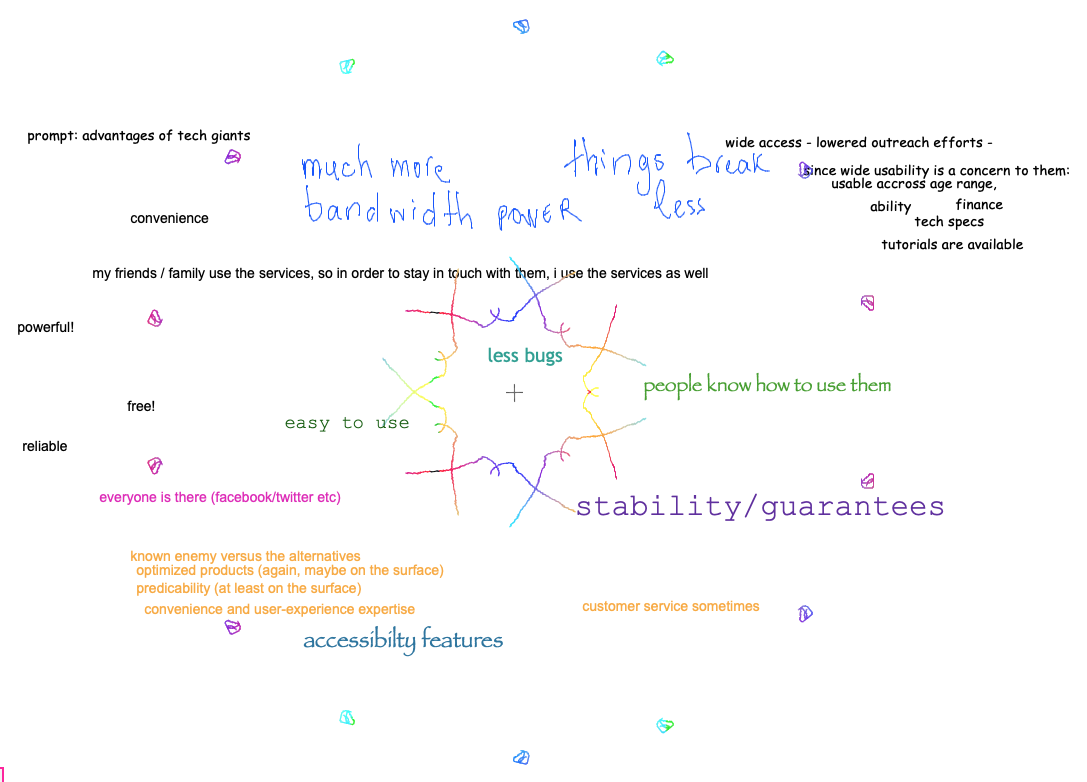 prompt: advantages of tech giants
much more
bandwidth power
things break
less
wide access - lowered outreach efforts -
since wide usability is a concern to them:
usable accross age range,
ability
finance
tech specs
tutorials are available
convenience
my friends / family use the services, so in order to stay in touch with them, i use the services as well
powerful!
less bugs
people know how to use them
free!
easy to use
reliable
everyone is there (facebook/twitter etc)
stability/guarantees
known enemy versus the alternatives
optimized products (again, maybe on the surface)
predicability (at least on the surface)
convenience and user-experience expertise
customer service sometimes
accessibilty features